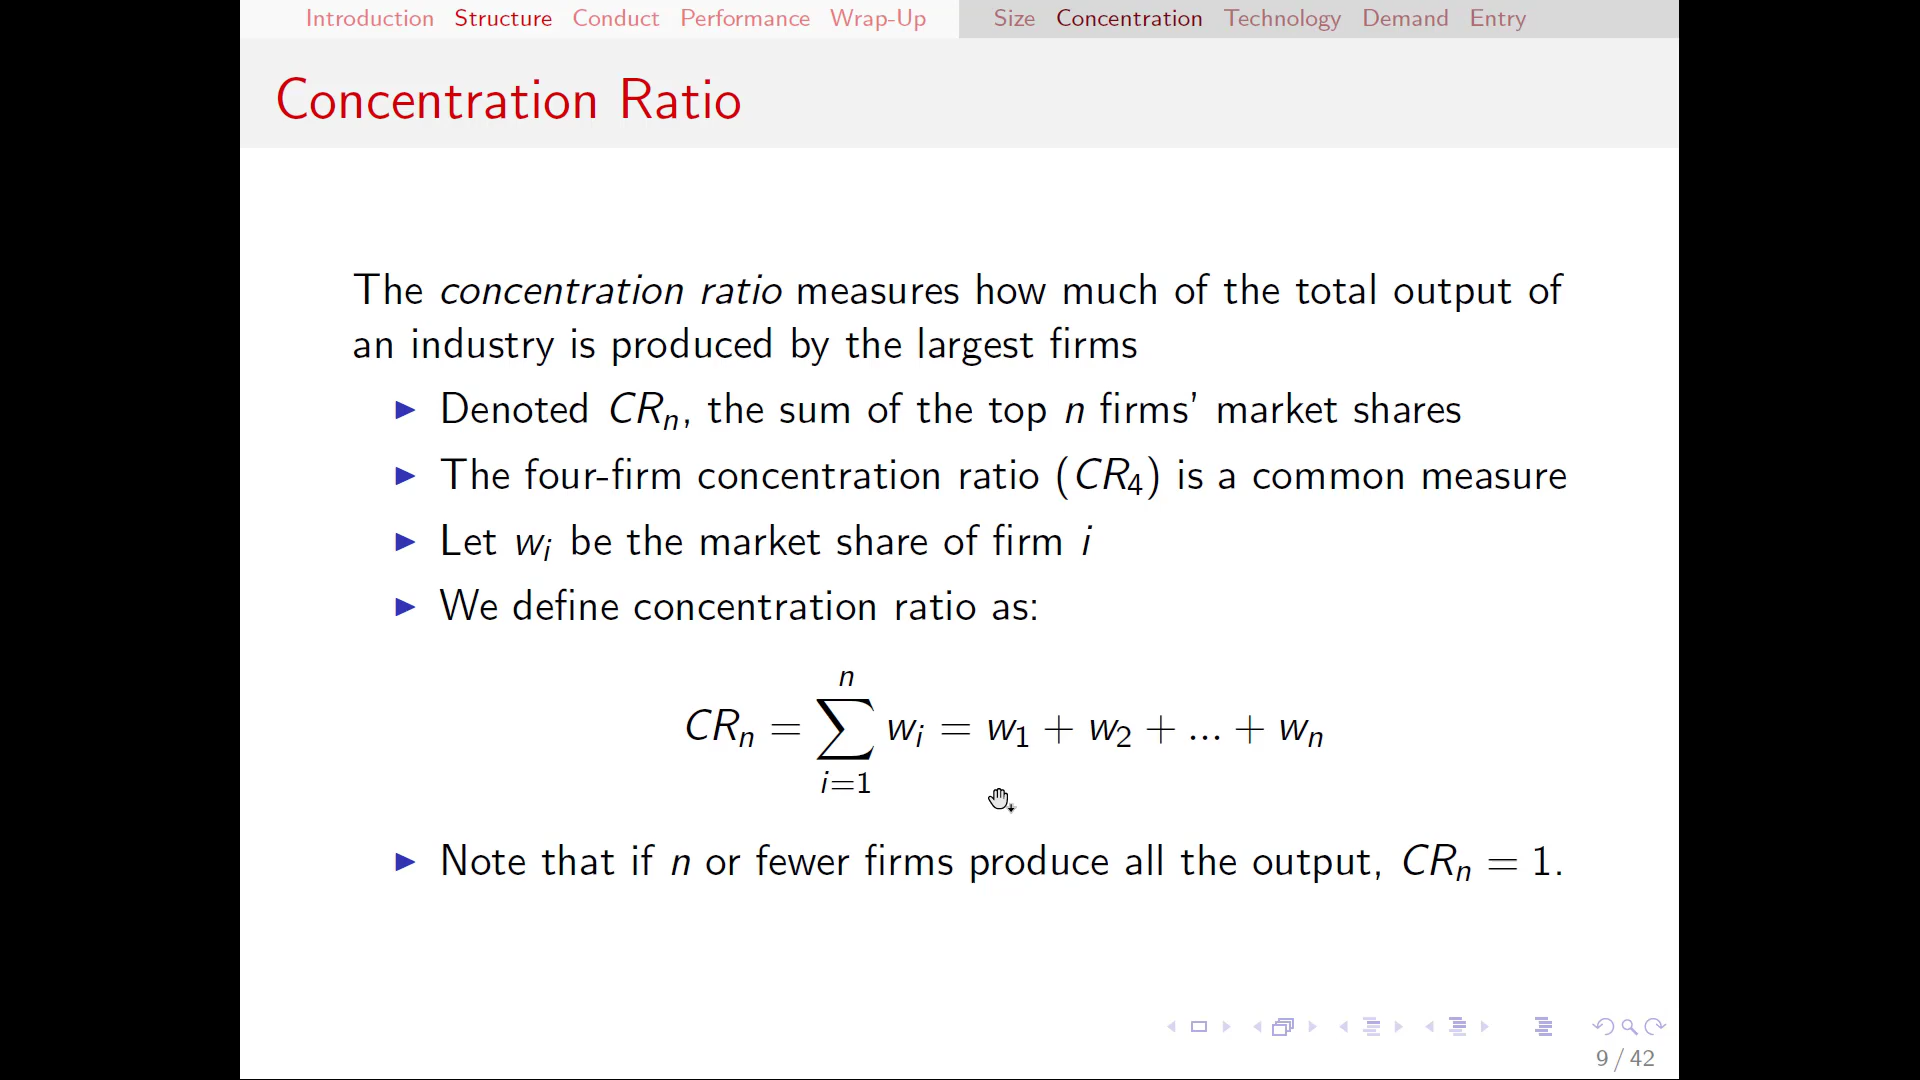 Introduction Structure Conduct Performance Wrap-Up Size Concentration Technology Demand Entry
Concentration Ratio
The concentration ratio measures how much of the total output of
an industry is produced by the largest firms
Denoted CRₙ, the sum of the top n firms' market shares
The four-firm concentration ratio (CR₄) is a common measure
Let wᵢ be the market share of firm i
We define concentration ratio as:
CRₙ = ∑ᵢ₌₁ⁿ wᵢ = w₁ + w₂ + ... + wₙ
Note that if n or fewer firms produce all the output, CRₙ = 1.
9 / 42